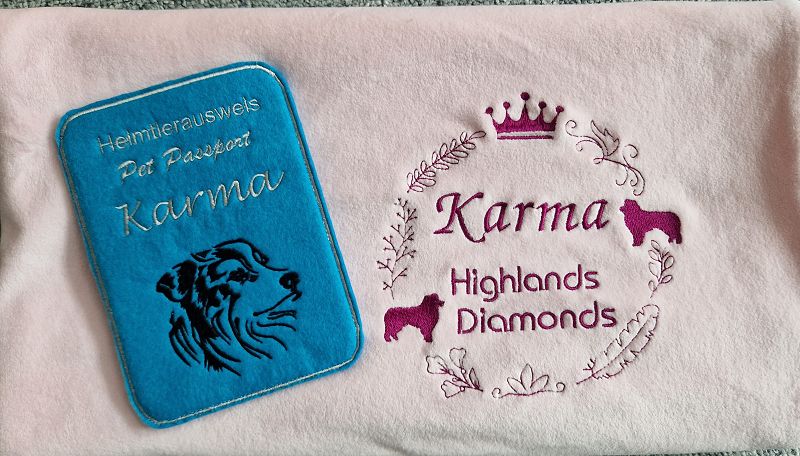 Heimtierausweis
Pet Passport
Karma
Karma
Highlands
Diamonds